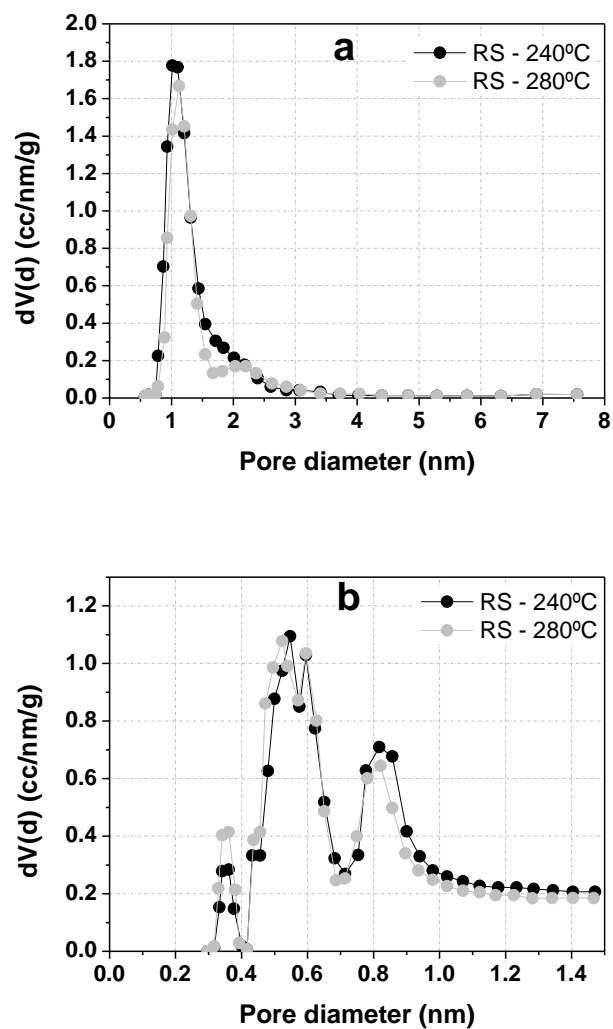 a
RS - 240ºC
RS - 280ºC
2.0
1.8
1.6
1.4
1.2
1.0
0.8
0.6
0.4
0.2
0.0
dV(d) (cc/nm/g)
0 1 2 3 4 5 6 7 8
Pore diameter (nm)
b
RS - 240ºC
RS - 280ºC
1.2
1.0
0.8
0.6
0.4
0.2
0.0
dV(d) (cc/nm/g)
0.0 0.2 0.4 0.6 0.8 1.0 1.2 1.4
Pore diameter (nm)